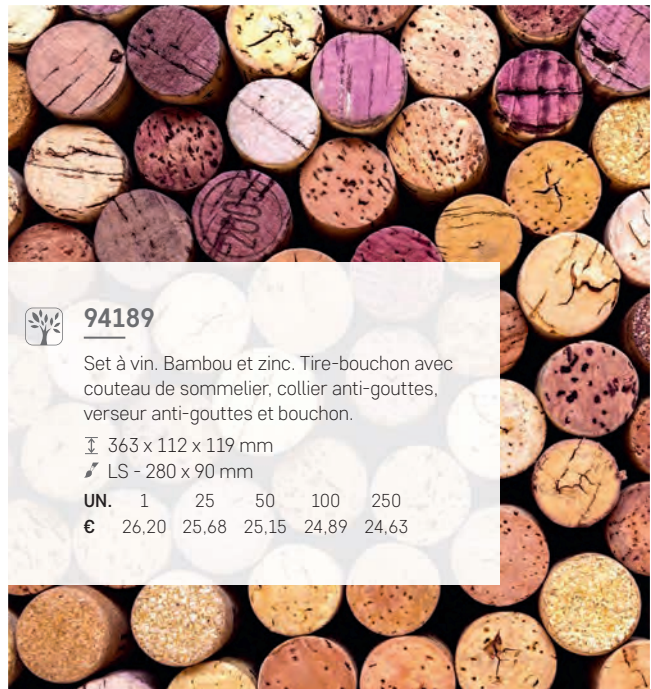 94189
Set à vin. Bambou et zinc. Tire-bouchon avec
couteau de sommelier, collier anti-gouttes,
verseur anti-gouttes et bouchon.
363 x 112 x 119 mm
LS - 280 x 90 mm
UN. 1 25 50 100 250
€ 26,20 25,68 25,15 24,89 24,63